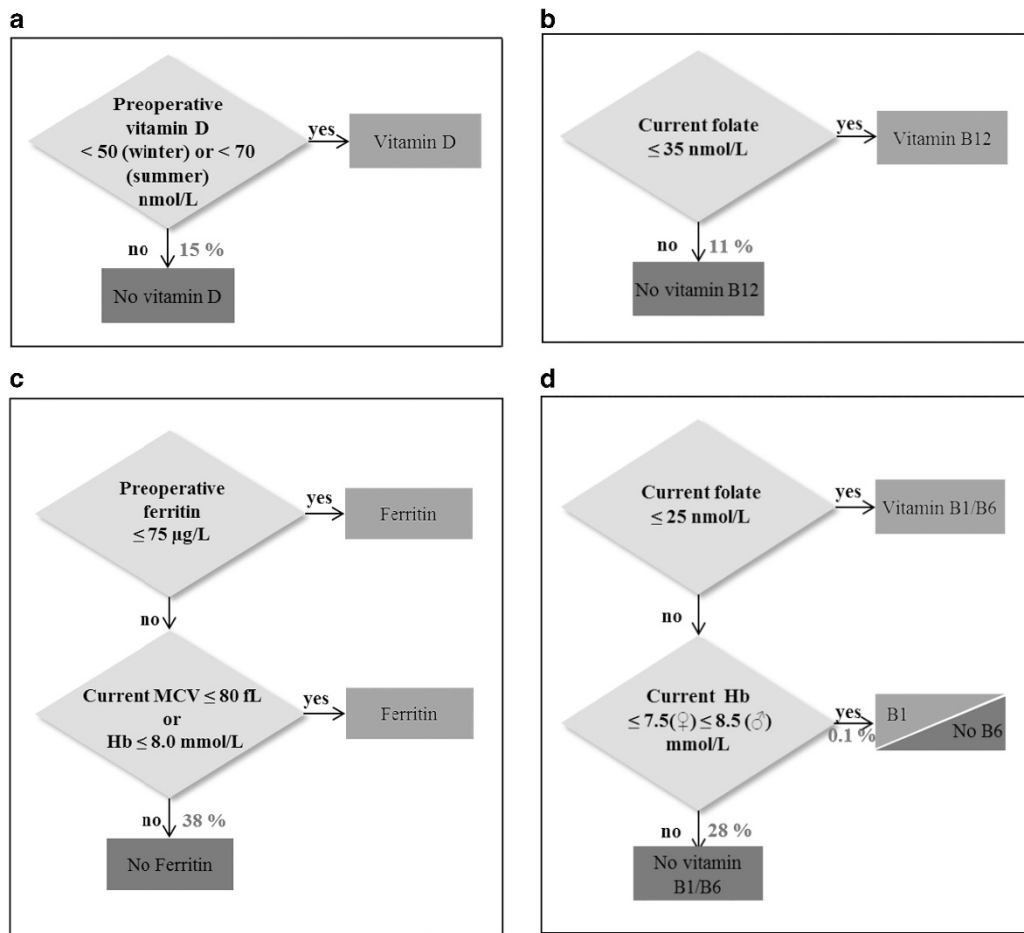 a
Preoperative
vitamin D
< 50 (winter) or < 70
(summer)
nmol/L
yes
Vitamin D
no
15 %
No vitamin D
b
Current folate
≤ 35 nmol/L
yes
Vitamin B12
no
11 %
No vitamin B12
c
Preoperative
ferritin
≤ 75 µg/L
yes
Ferritin
no
Current MCV ≤ 80 fL
or
Hb ≤ 8.0 mmol/L
yes
Ferritin
no
38 %
No Ferritin
d
Current folate
≤ 25 nmol/L
yes
Vitamin B1/B6
no
Current Hb
≤ 7.5(♀) ≤ 8.5 (♂)
mmol/L
yes
0.1 %
B1
No B6
no
28 %
No vitamin
B1/B6